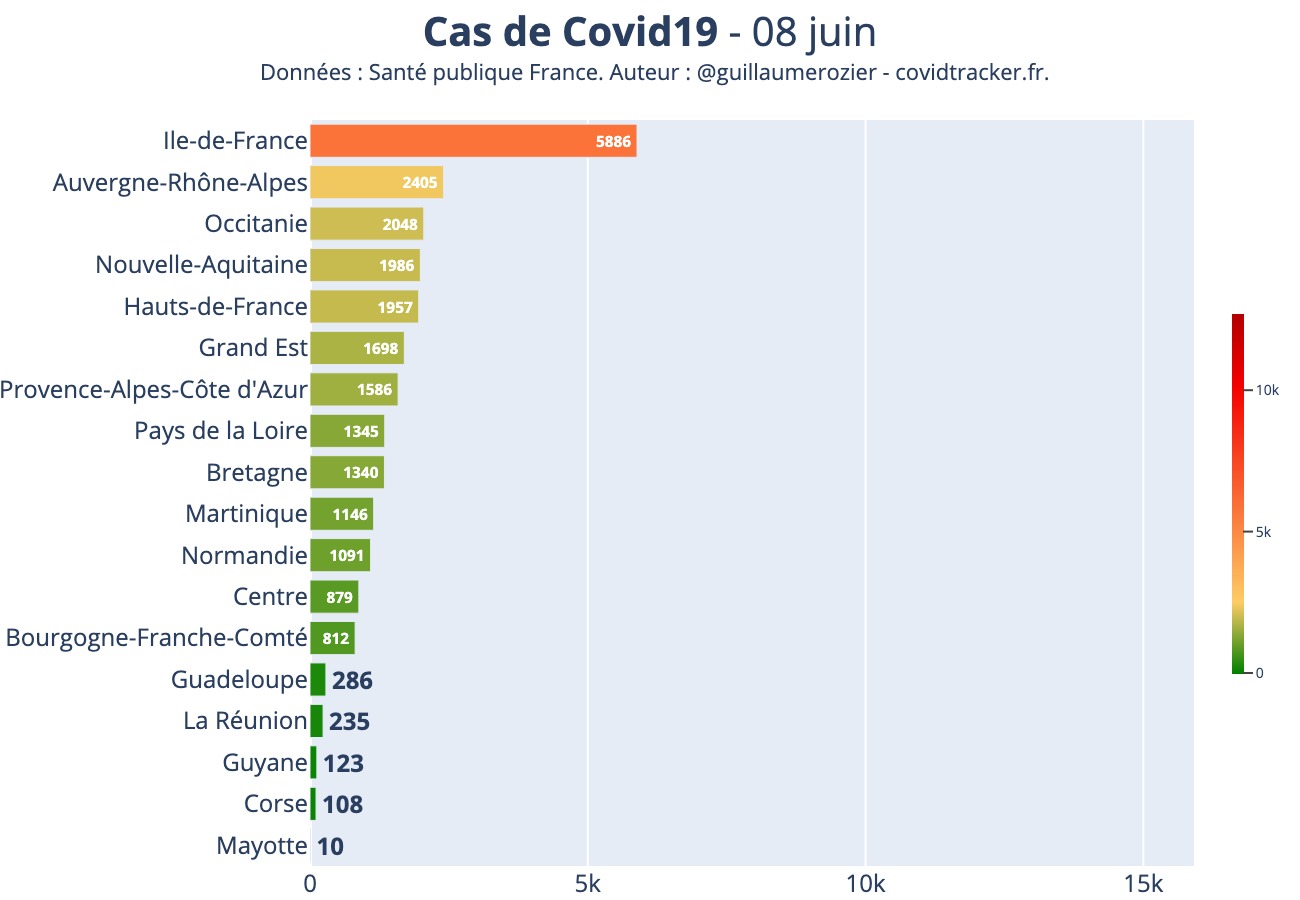 Cas de Covid19 - 08 juin
Données : Santé publique France. Auteur : @guillaumerozier - covidtracker.fr.
Ile-de-France 5886
Auvergne-Rhône-Alpes 2405
Occitanie 2048
Nouvelle-Aquitaine 1986
Hauts-de-France 1957
Grand Est 1698
Provence-Alpes-Côte d'Azur 1586
Pays de la Loire 1345
Bretagne 1340
Martinique 1146
Normandie 1091
Centre 879
Bourgogne-Franche-Comté 812
Guadeloupe 286
La Réunion 235
Guyane 123
Corse 108
Mayotte 10
0 5k 10k 15k
10k
5k
0